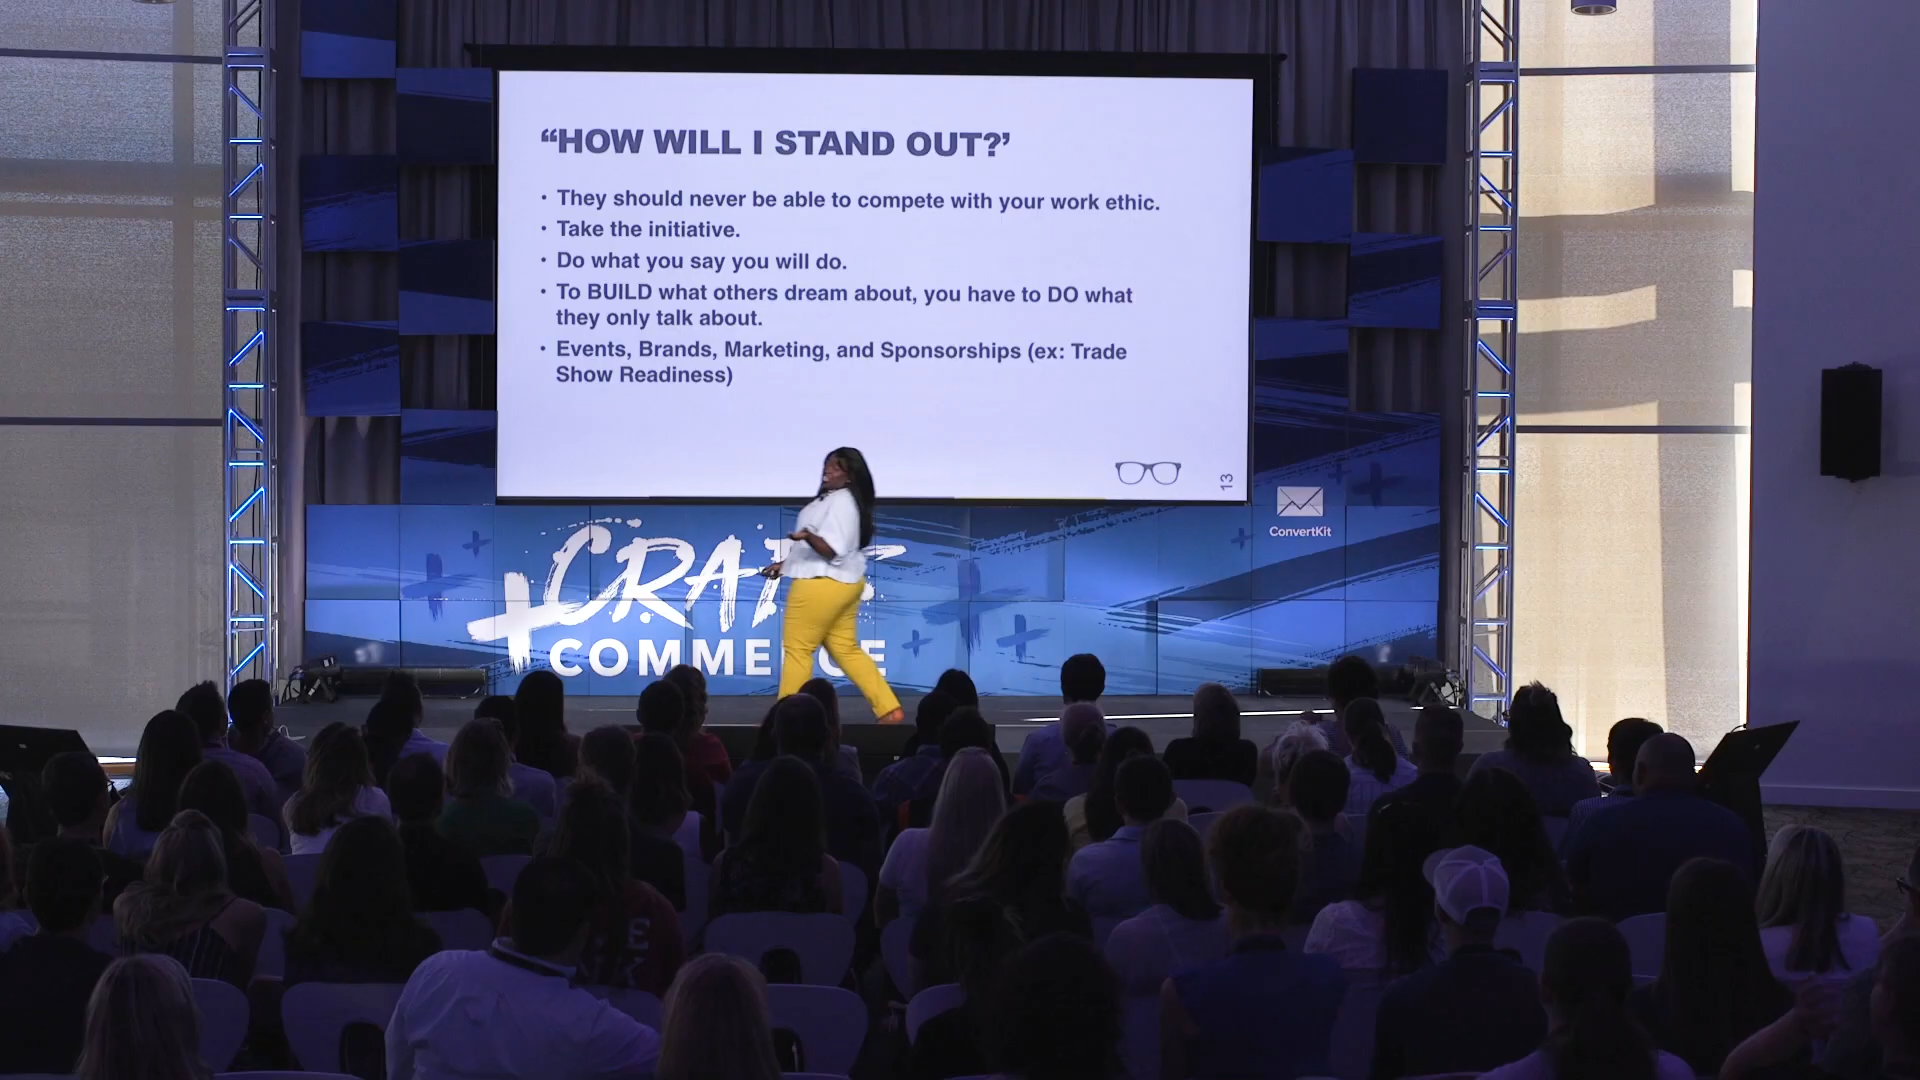 “HOW WILL I STAND OUT?’
• They should never be able to compete with your work ethic.
• Take the initiative.
• Do what you say you will do.
• To BUILD what others dream about, you have to DO what
they only talk about.
• Events, Brands, Marketing, and Sponsorships (ex: Trade
Show Readiness)
13
ConvertKit
COMMERCE